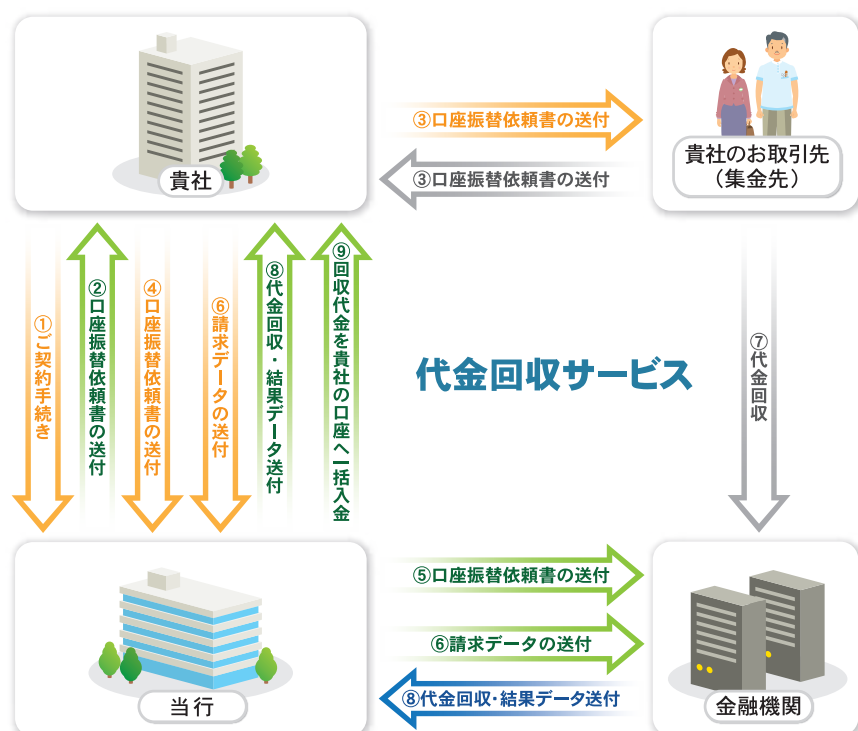 貴社
③口座振替依頼書の送付
③口座振替依頼書の送付
貴社のお取引先
（集金先）
①ご契約手続き
②口座振替依頼書の送付
④口座振替依頼書の送付
⑥請求データの送付
⑧代金回収・結果データ送付
⑨回収代金を貴社の口座へ一括入金
代金回収サービス
⑦代金回収
⑤口座振替依頼書の送付
⑥請求データの送付
⑧代金回収・結果データ送付
当行
金融機関